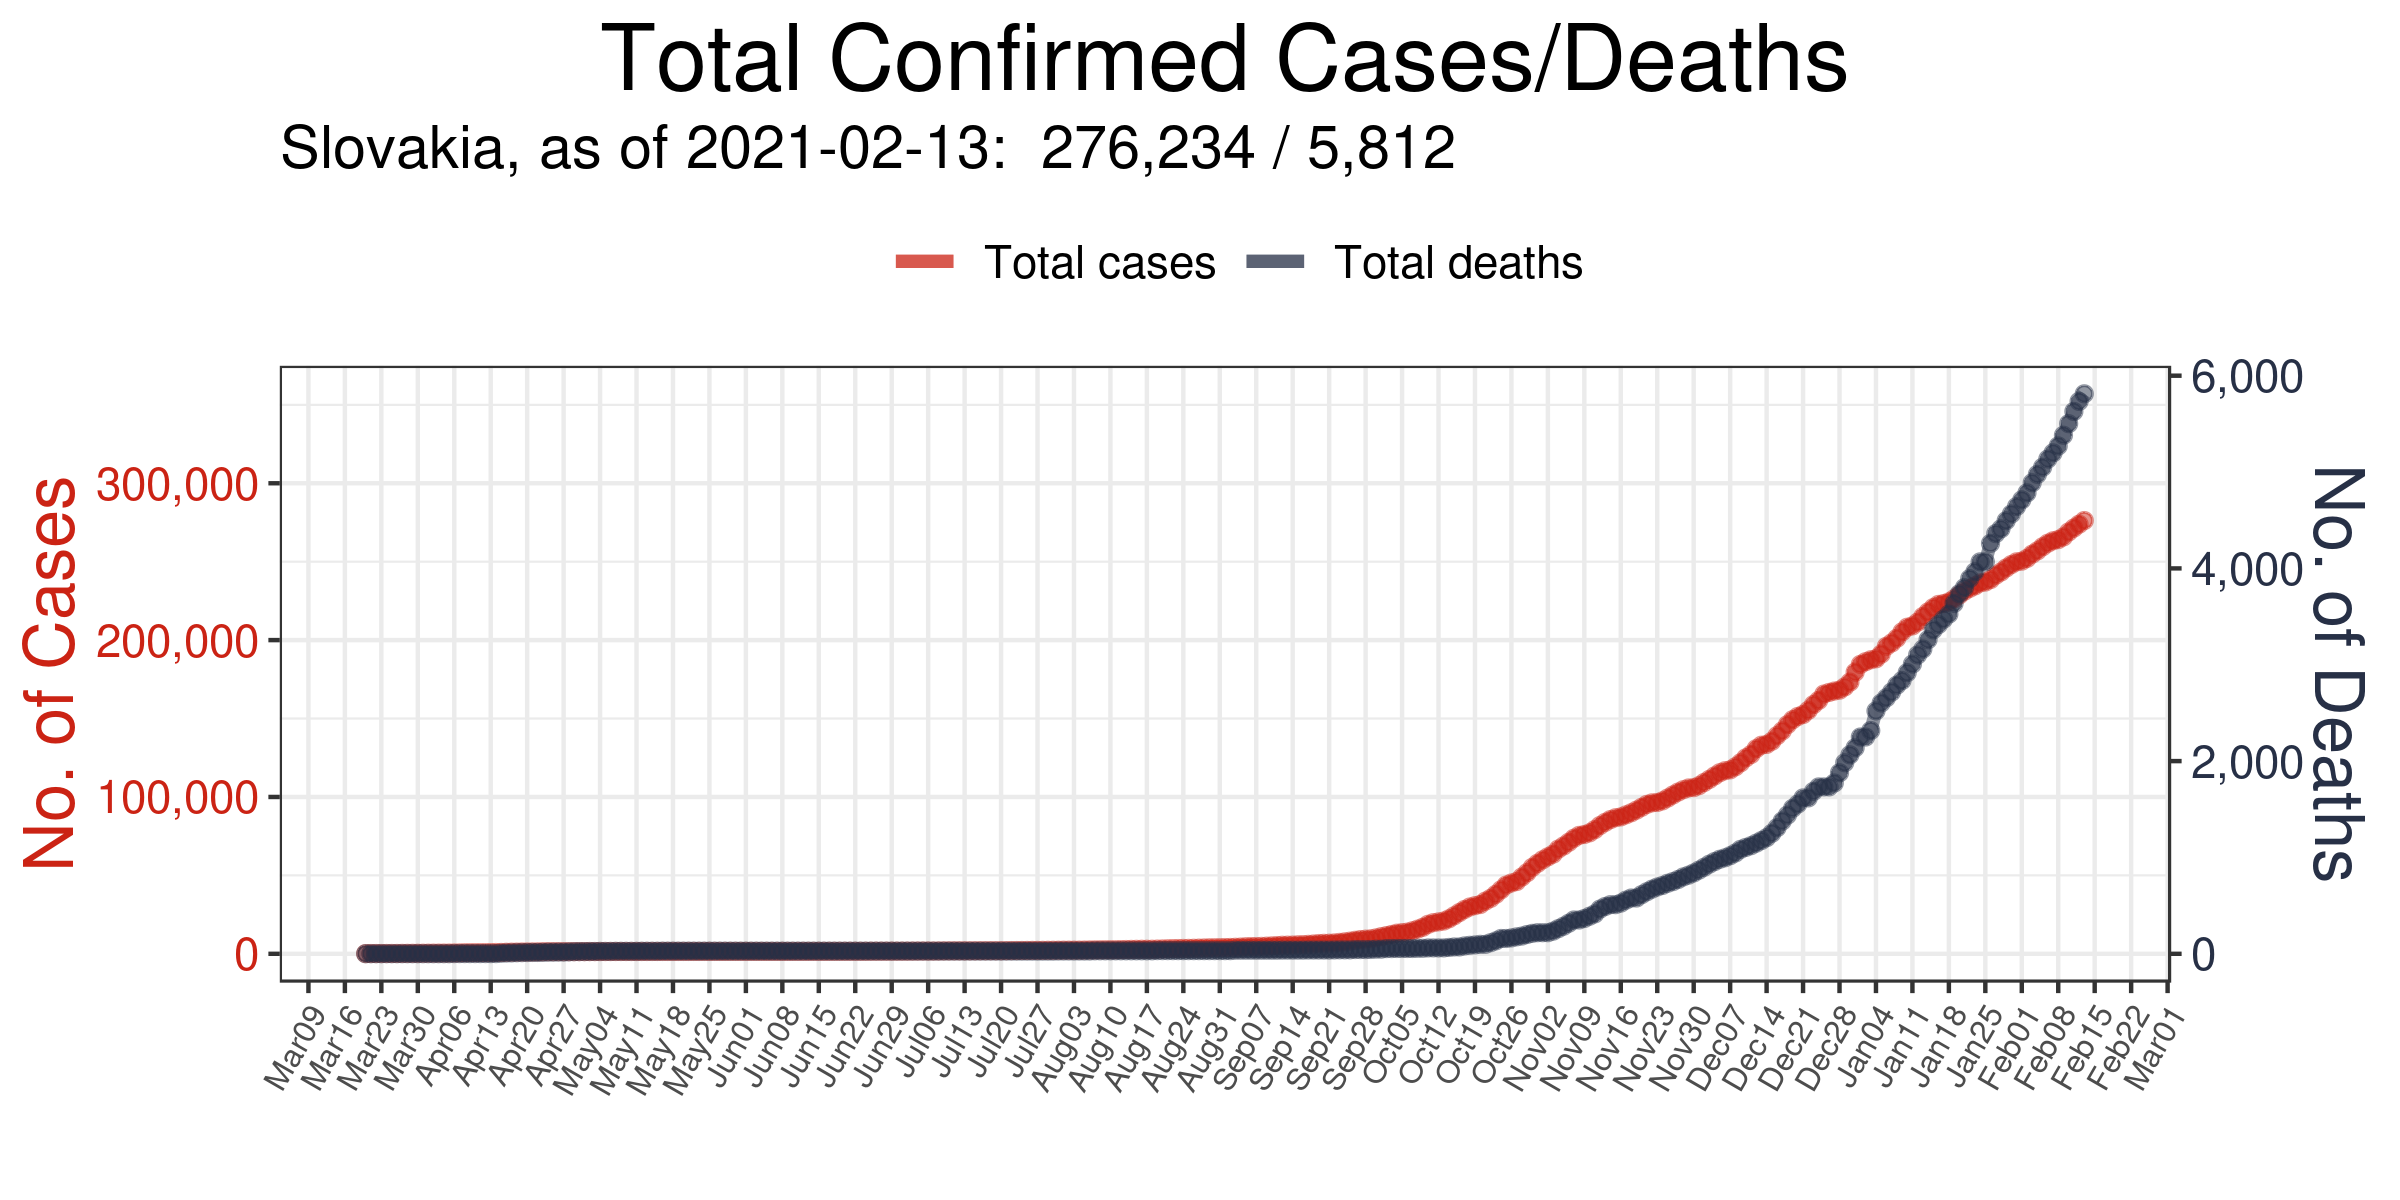 Total Confirmed Cases/Deaths
Slovakia, as of 2021-02-13:  276,234 / 5,812
Total cases
Total deaths
No. of Cases
300,000
200,000
100,000
0
6,000
4,000
2,000
0
No. of Deaths
Mar09
Mar16
Mar23
Mar30
Apr06
Apr13
Apr20
Apr27
May04
May11
May18
May25
Jun01
Jun08
Jun15
Jun22
Jun29
Jul06
Jul13
Jul20
Jul27
Aug03
Aug10
Aug17
Aug24
Aug31
Sep07
Sep14
Sep21
Sep28
Oct05
Oct12
Oct19
Oct26
Nov02
Nov09
Nov16
Nov23
Nov30
Dec07
Dec14
Dec21
Dec28
Jan04
Jan11
Jan18
Jan25
Feb01
Feb08
Feb15
Feb22
Mar01